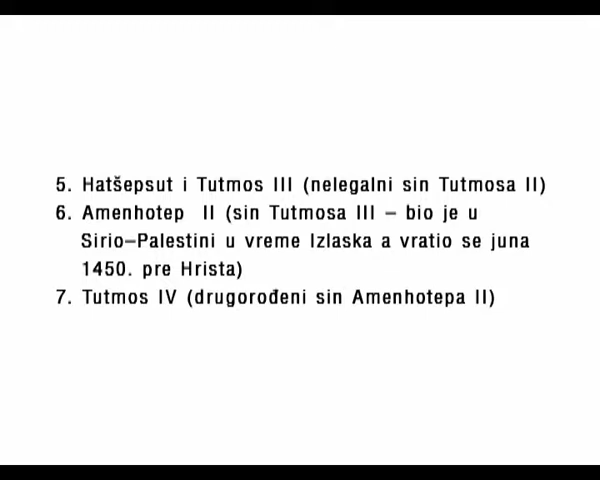 5. Hatšepsut i Tutmos III (nelegalni sin Tutmosa II)
6. Amenhotep II (sin Tutmosa III – bio je u
Sirio–Palestini u vreme Izlaska a vratio se juna
1450. pre Hrista)
7. Tutmos IV (drugorođeni sin Amenhotepa II)